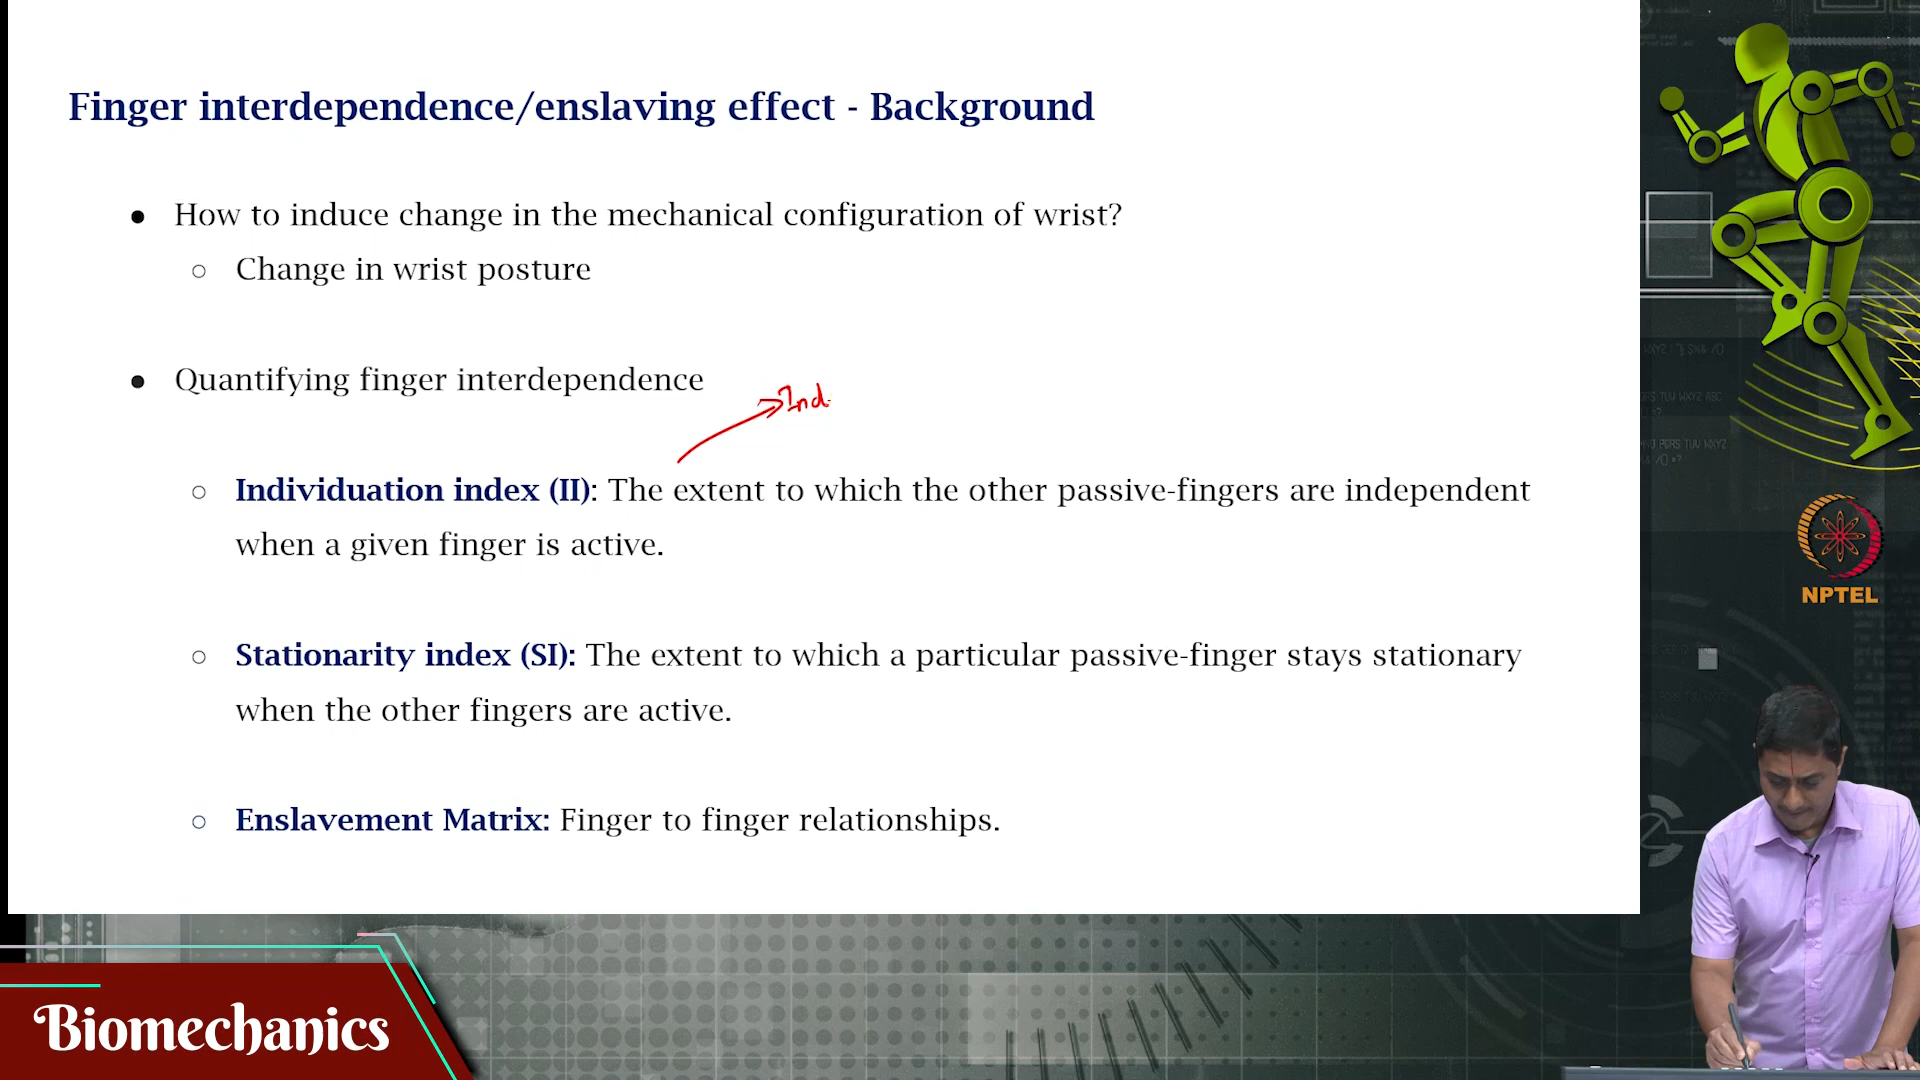 Finger interdependence/enslaving effect - Background
● How to induce change in the mechanical configuration of wrist?
○ Change in wrist posture
● Quantifying finger interdependence
Ind.
○ Individuation index (II): The extent to which the other passive-fingers are independent
when a given finger is active.
○ Stationarity index (SI): The extent to which a particular passive-finger stays stationary
when the other fingers are active.
○ Enslavement Matrix: Finger to finger relationships.
NPTEL
Biomechanics